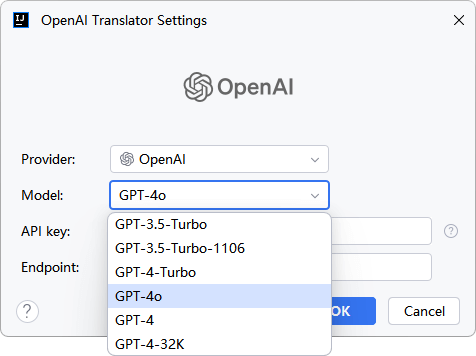 OpenAI Translator Settings
OpenAI
Provider: OpenAI
Model: GPT-4o
GPT-3.5-Turbo
API key: ?
GPT-3.5-Turbo-1106
Endpoint: GPT-4-Turbo
GPT-4o
? GPT-4 OK Cancel
GPT-4-32K